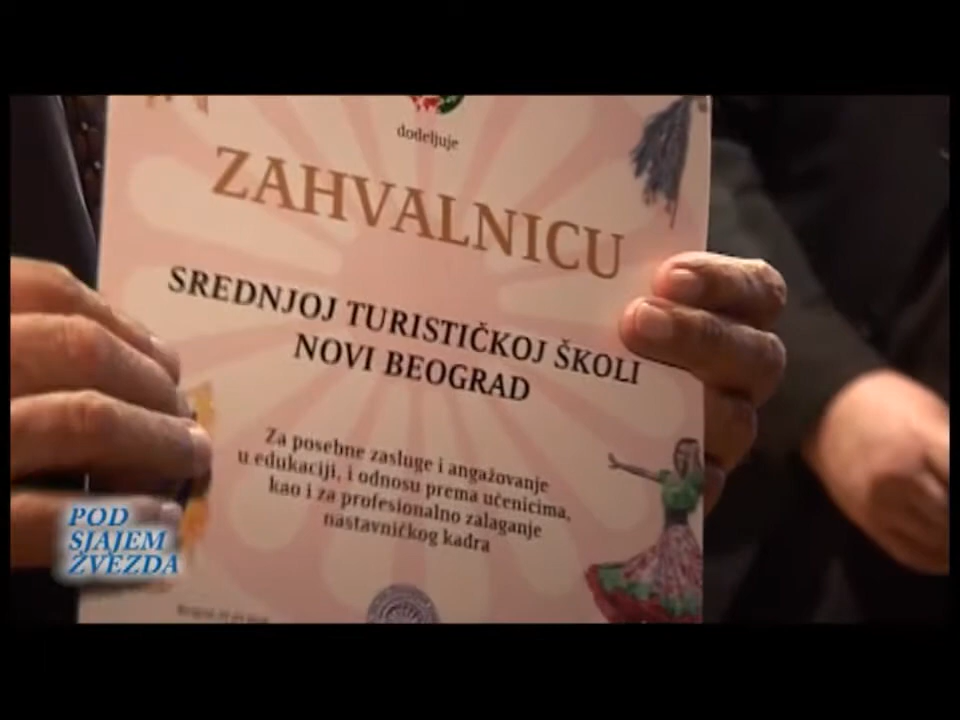 dodeljuje
ZAHVALNICU
SREDNJOJ TURISTIČKOJ ŠKOLI
NOVI BEOGRAD
Za posebne zasluge i angažovanje
u edukaciji, i odnosu prema učenicima,
kao i za profesionalno zalaganje
nastavničkog kadra
POD
SJAJEM
ZVEZDA